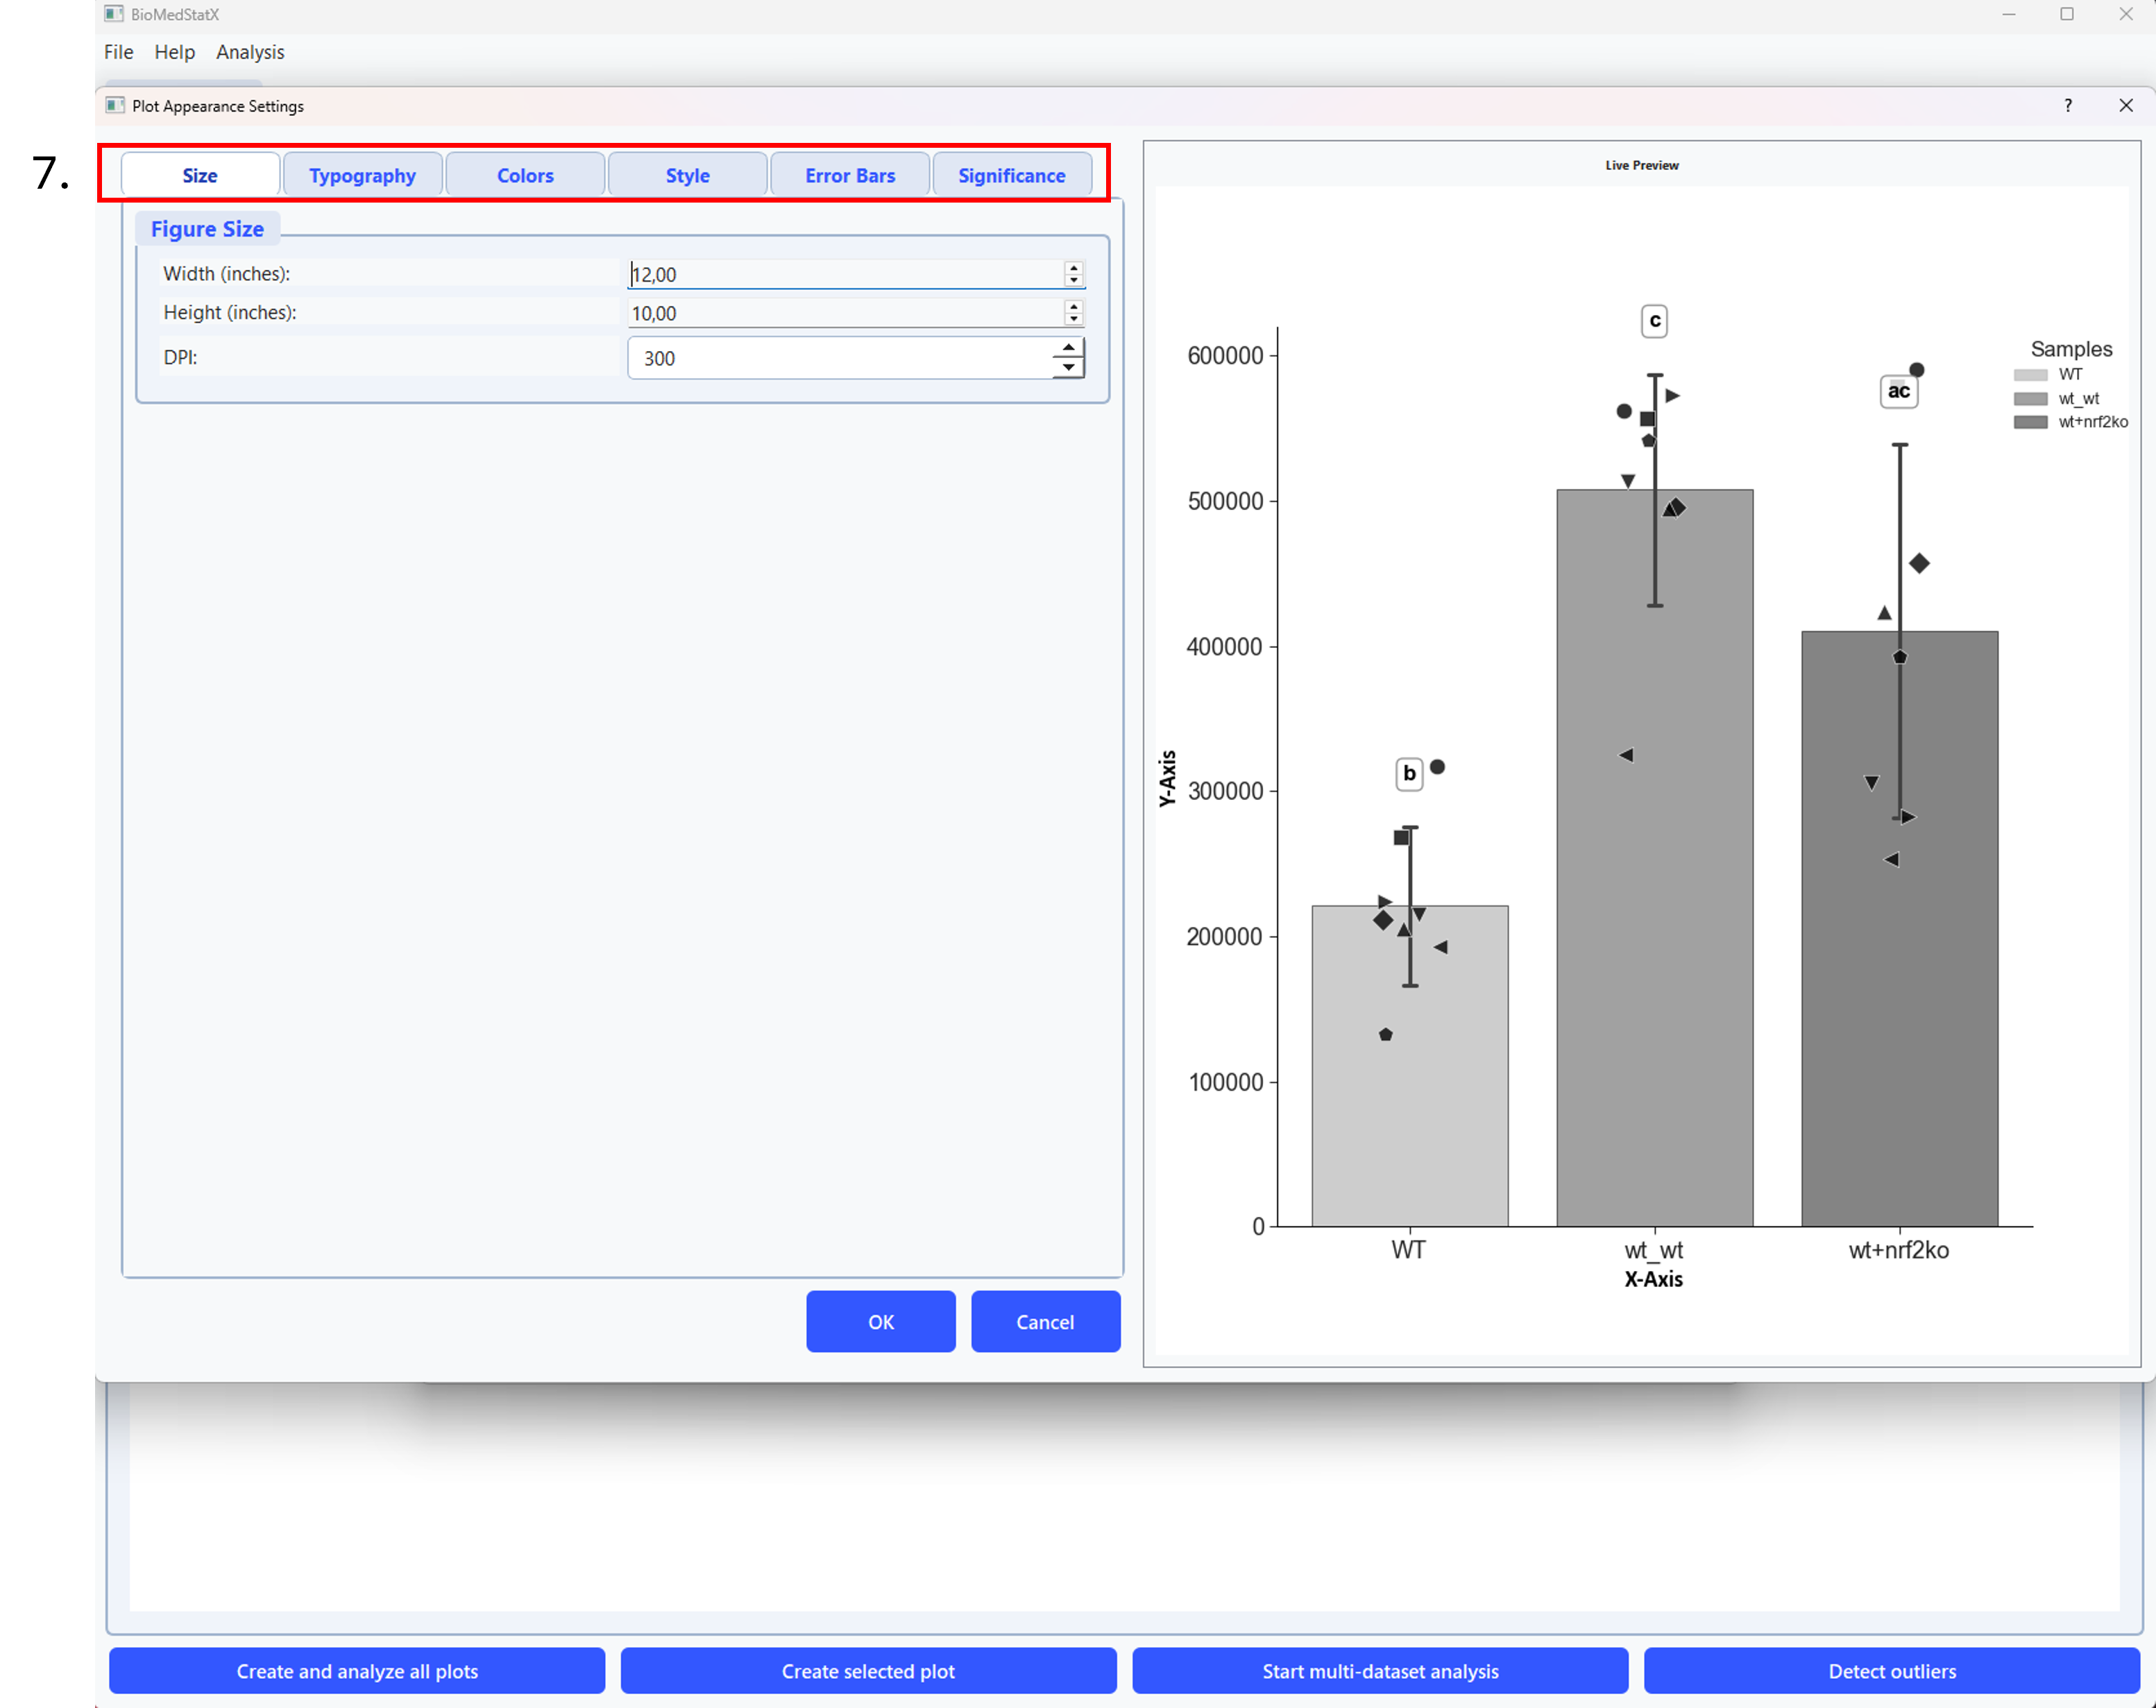 BioMedStatX
File Help Analysis
Plot Appearance Settings
?
7.
Size Typography Colors Style Error Bars Significance
Figure Size
Width (inches): 12,00
Height (inches): 10,00
DPI: 300
OK Cancel
Live Preview
c
600000
Samples
WT
wt_wt
wt+nrf2ko
ac
500000
400000
Y-Axis
b
300000
200000
100000
0
WT wt_wt wt+nrf2ko
X-Axis
Create and analyze all plots Create selected plot Start multi-dataset analysis Detect outliers